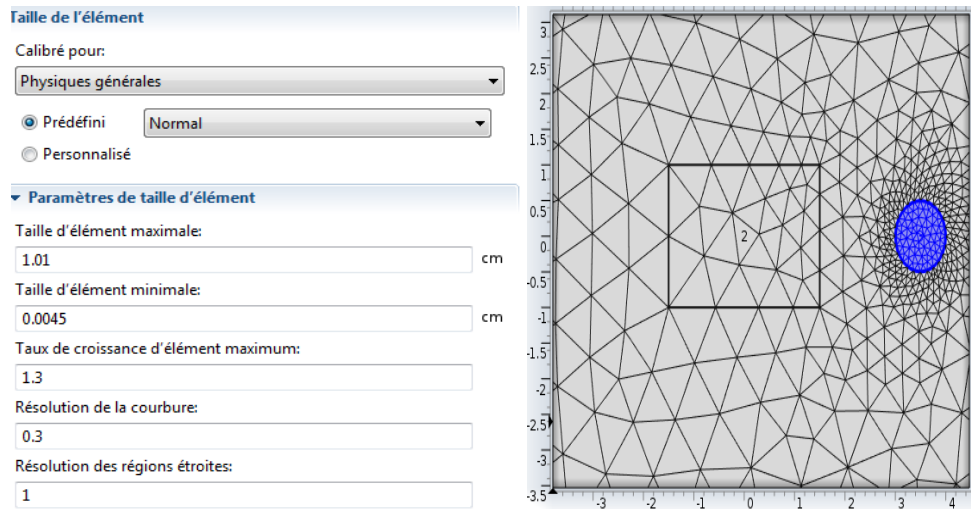 Taille de l'élément
Calibré pour:
Physiques générales
Prédéfini
Normal
Personnalisé
Paramètres de taille d'élément
Taille d'élément maximale:
1.01
cm
Taille d'élément minimale:
0.0045
cm
Taux de croissance d'élément maximum:
1.3
Résolution de la courbure:
0.3
Résolution des régions étroites:
1
3
2.5
2
1.5
1
0.5
0
-0.5
-1
-1.5
-2
-2.5
-3
-3.5
2
-3
-2
-1
0
1
2
3
4